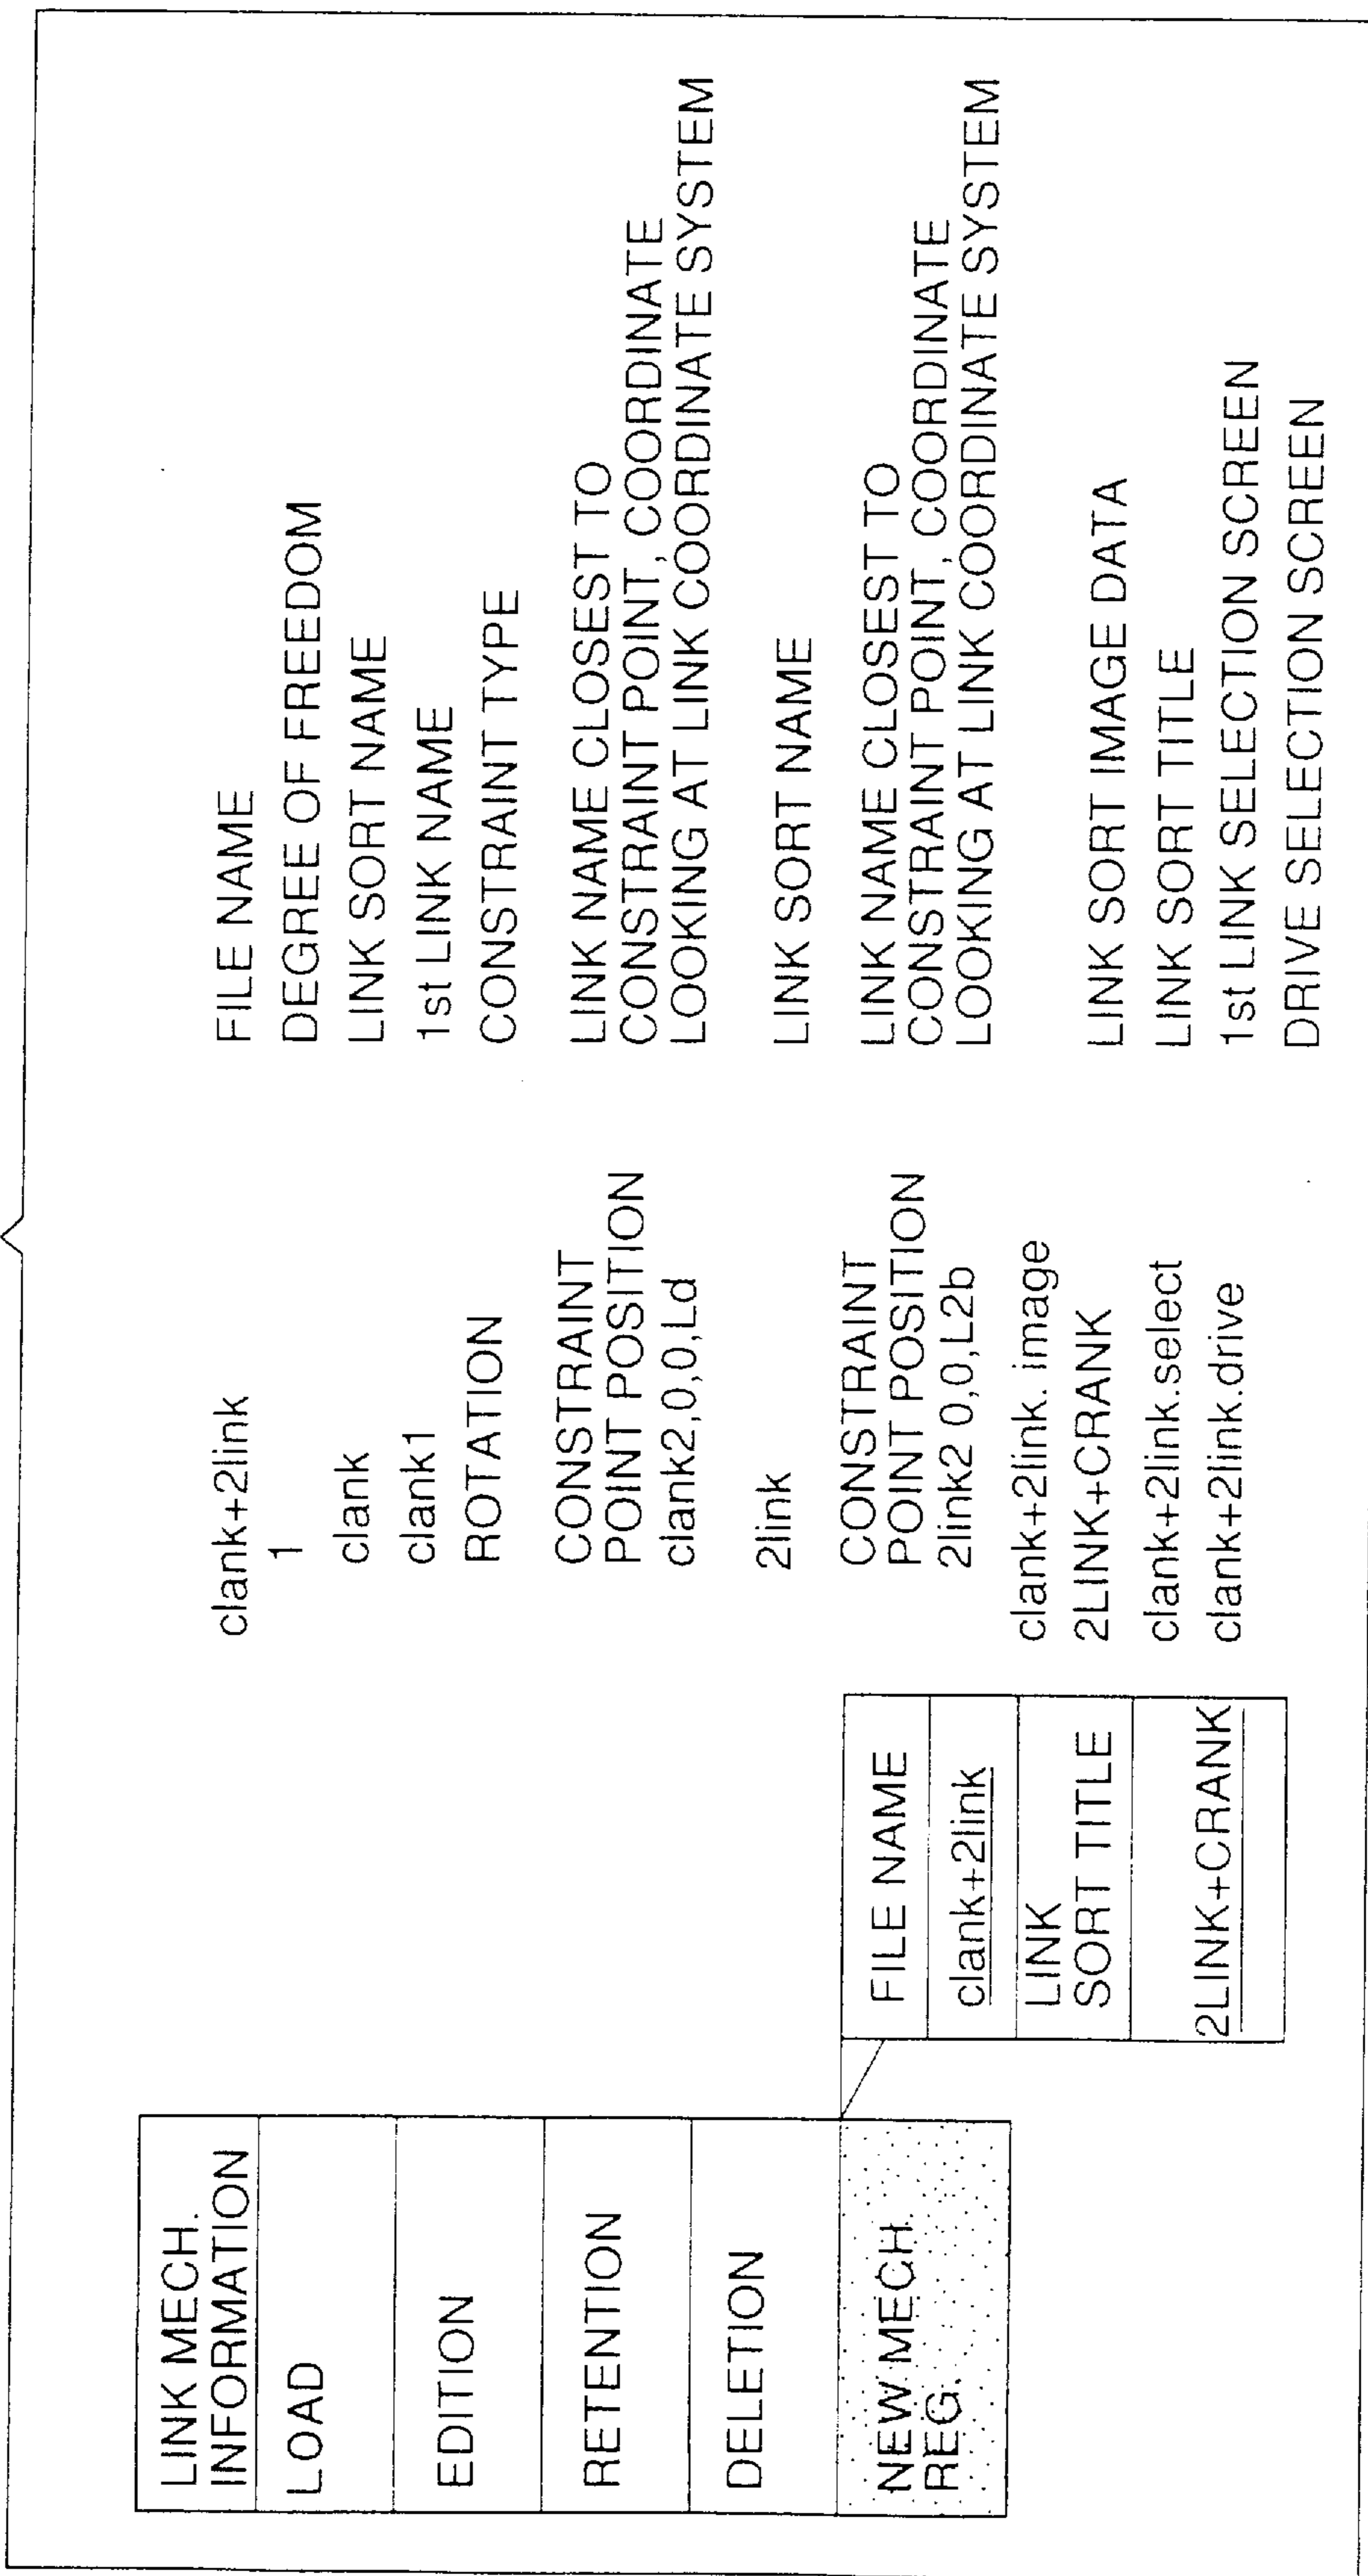 LINK MECH.
INFORMATION
LOAD
EDITION
RETENTION
DELETION
NEW MECH.
REG.
FILE NAME
clank+2link
LINK
SORT TITLE
2LINK+CRANK
clank+2link
1
clank
clank1
ROTATION
CONSTRAINT
POINT POSITION
clank2,0,0,Ld
2link
CONSTRAINT
POINT POSITION
2link2 0,0,L2b
clank+2link. image
2LINK+CRANK
clank+2link.select
clank+2link.drive
FILE NAME
DEGREE OF FREEDOM
LINK SORT NAME
1st LINK NAME
CONSTRAINT TYPE
LINK NAME CLOSEST TO
CONSTRAINT POINT, COORDINATE
LOOKING AT LINK COORDINATE SYSTEM
LINK SORT NAME
LINK NAME CLOSEST TO
CONSTRAINT POINT, COORDINATE
LOOKING AT LINK COORDINATE SYSTEM
LINK SORT IMAGE DATA
LINK SORT TITLE
1st LINK SELECTION SCREEN
DRIVE SELECTION SCREEN